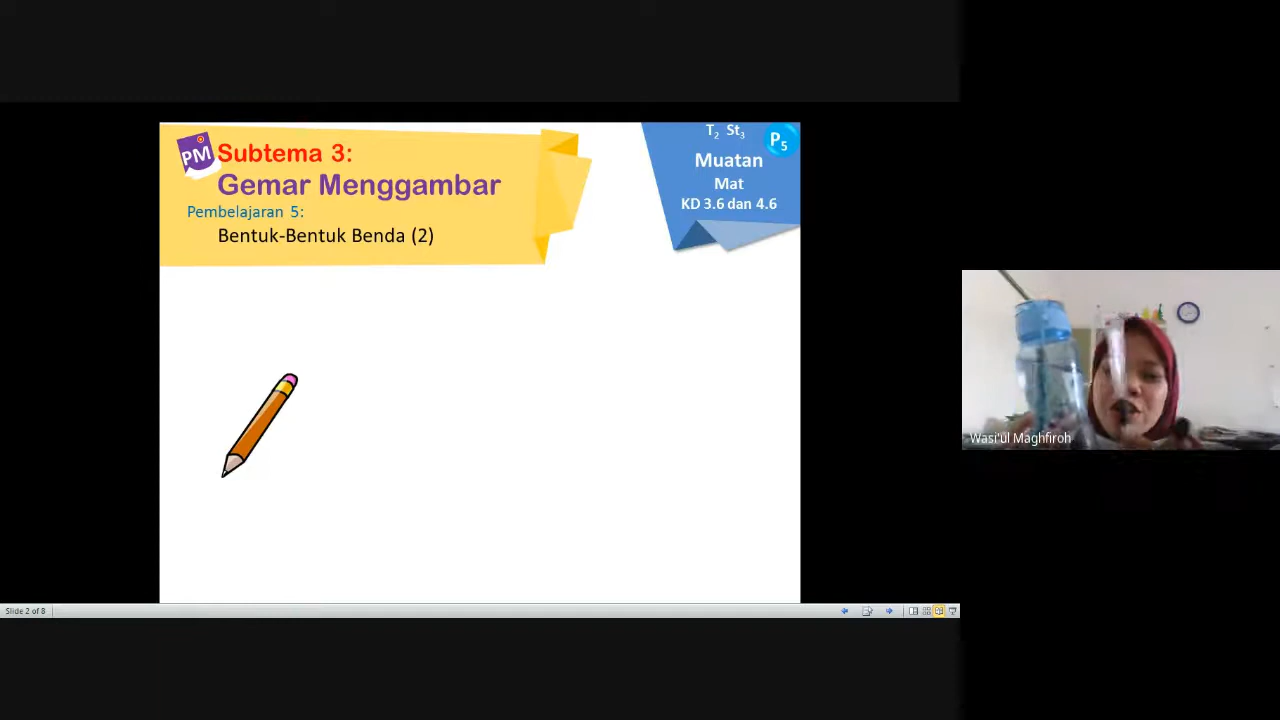 PM
Subtema 3:
Gemar Menggambar
Pembelajaran 5:
Bentuk-Bentuk Benda (2)
T2 St3
P5
Muatan
Mat
KD 3.6 dan 4.6
Wasi'ul Maghfiroh
Slide 2 of 8